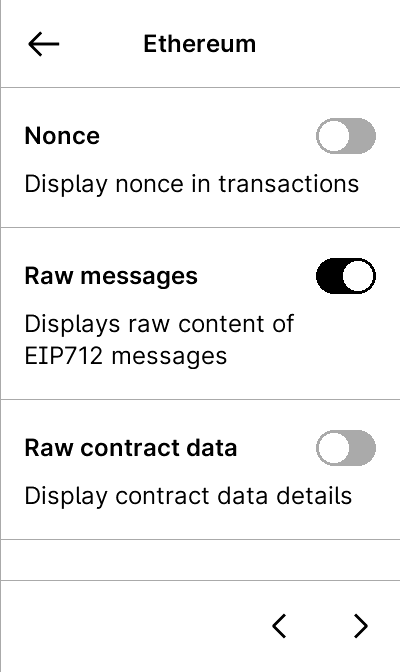 Ethereum
Nonce
Display nonce in transactions
Raw messages
Displays raw content of
EIP712 messages
Raw contract data
Display contract data details